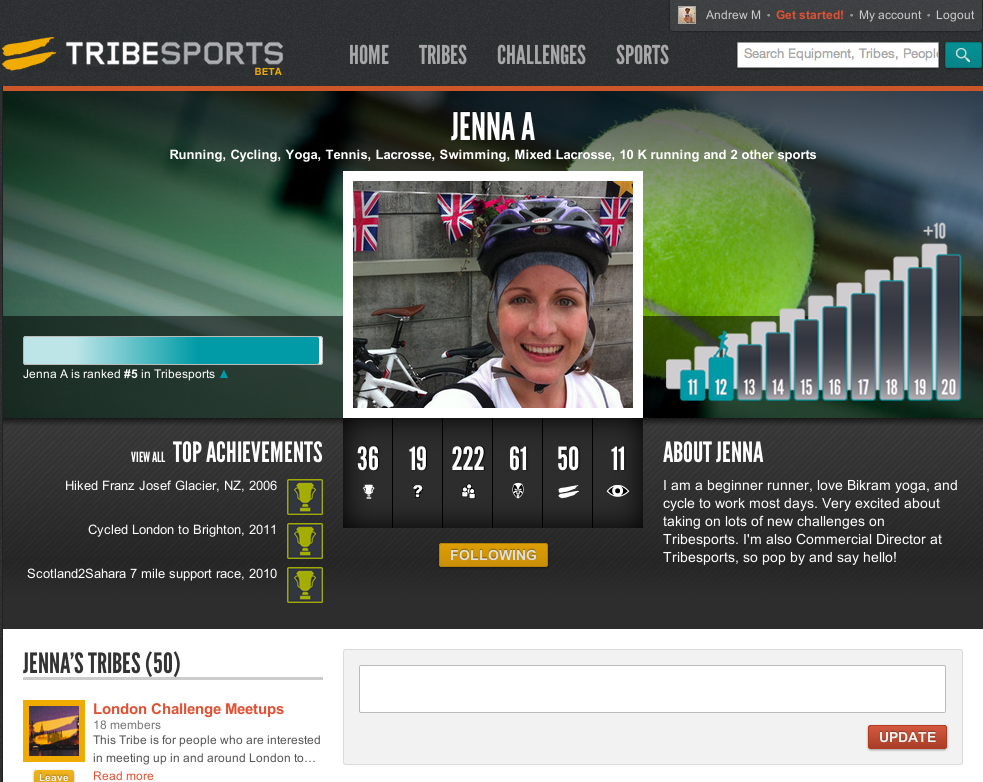 Andrew M • Get started! • My account • Logout
TRIBESPORTS
BETA
HOME TRIBES CHALLENGES SPORTS
Search Equipment, Tribes, People
JENNA A
Running, Cycling, Yoga, Tennis, Lacrosse, Swimming, Mixed Lacrosse, 10 K running and 2 other sports
BELL
+10
11 12 13 14 15 16 17 18 19 20
Jenna A is ranked #5 in Tribesports
VIEW ALL TOP ACHIEVEMENTS
Hiked Franz Josef Glacier, NZ, 2006
Cycled London to Brighton, 2011
Scotland2Sahara 7 mile support race, 2010
36 19 222 61 50 11
?
FOLLOWING
ABOUT JENNA
I am a beginner runner, love Bikram yoga, and
cycle to work most days. Very excited about
taking on lots of new challenges on
Tribesports. I'm also Commercial Director at
Tribesports, so pop by and say hello!
JENNA'S TRIBES (50)
London Challenge Meetups
18 members
This Tribe is for people who are interested
in meeting up in and around London to…
Leave
Read more
UPDATE